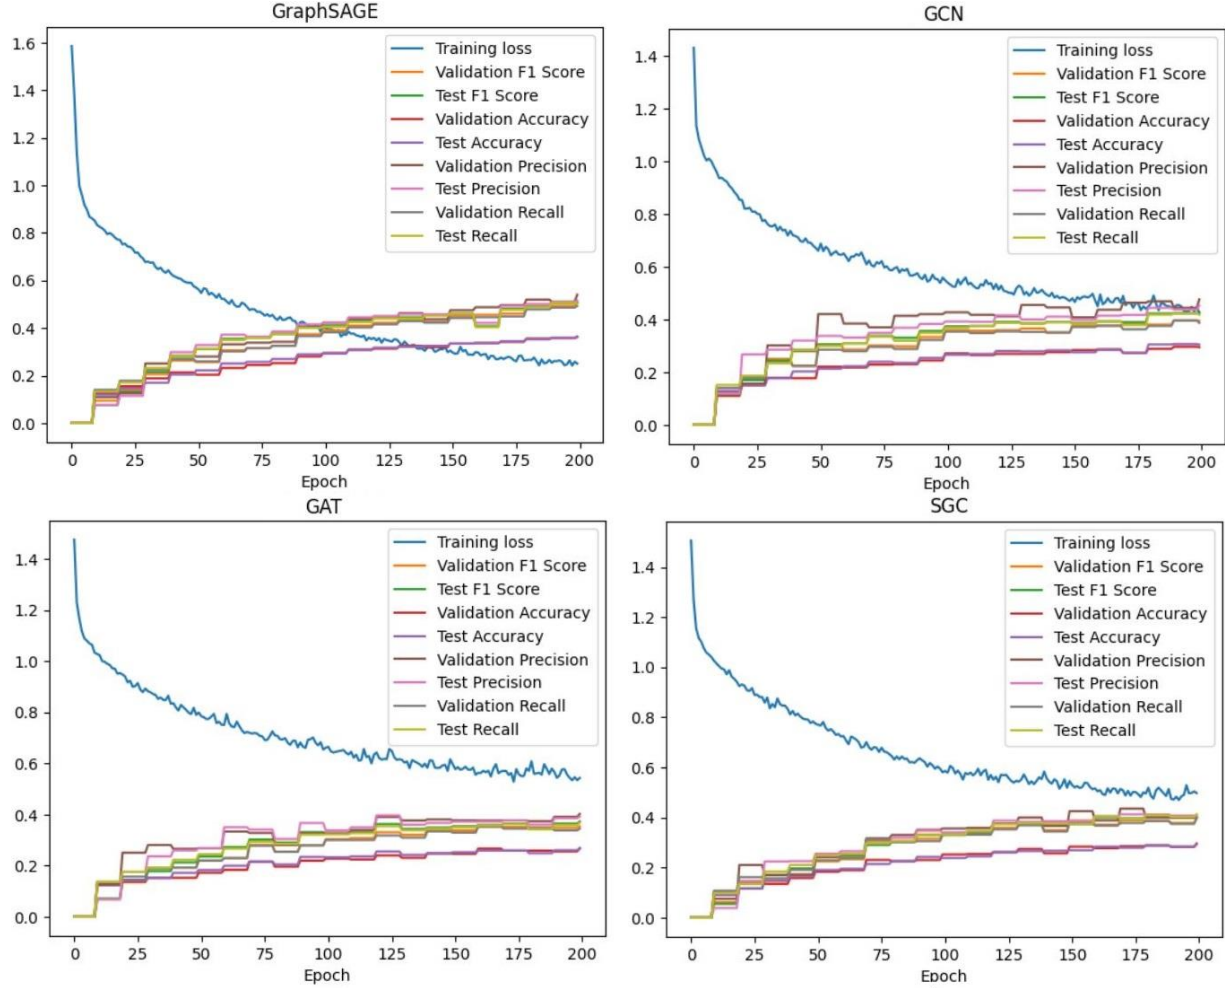 GraphSAGE
1.6
1.4
1.2
1.0
0.8
0.6
0.4
0.2
0.0
Training loss
Validation F1 Score
Test F1 Score
Validation Accuracy
Test Accuracy
Validation Precision
Test Precision
Validation Recall
Test Recall
0 25 50 75 100 125 150 175 200
Epoch
GCN
1.4
1.2
1.0
0.8
0.6
0.4
0.2
0.0
Training loss
Validation F1 Score
Test F1 Score
Validation Accuracy
Test Accuracy
Validation Precision
Test Precision
Validation Recall
Test Recall
0 25 50 75 100 125 150 175 200
Epoch
GAT
1.4
1.2
1.0
0.8
0.6
0.4
0.2
0.0
Training loss
Validation F1 Score
Test F1 Score
Validation Accuracy
Test Accuracy
Validation Precision
Test Precision
Validation Recall
Test Recall
0 25 50 75 100 125 150 175 200
Epoch
SGC
1.4
1.2
1.0
0.8
0.6
0.4
0.2
0.0
Training loss
Validation F1 Score
Test F1 Score
Validation Accuracy
Test Accuracy
Validation Precision
Test Precision
Validation Recall
Test Recall
0 25 50 75 100 125 150 175 200
Epoch